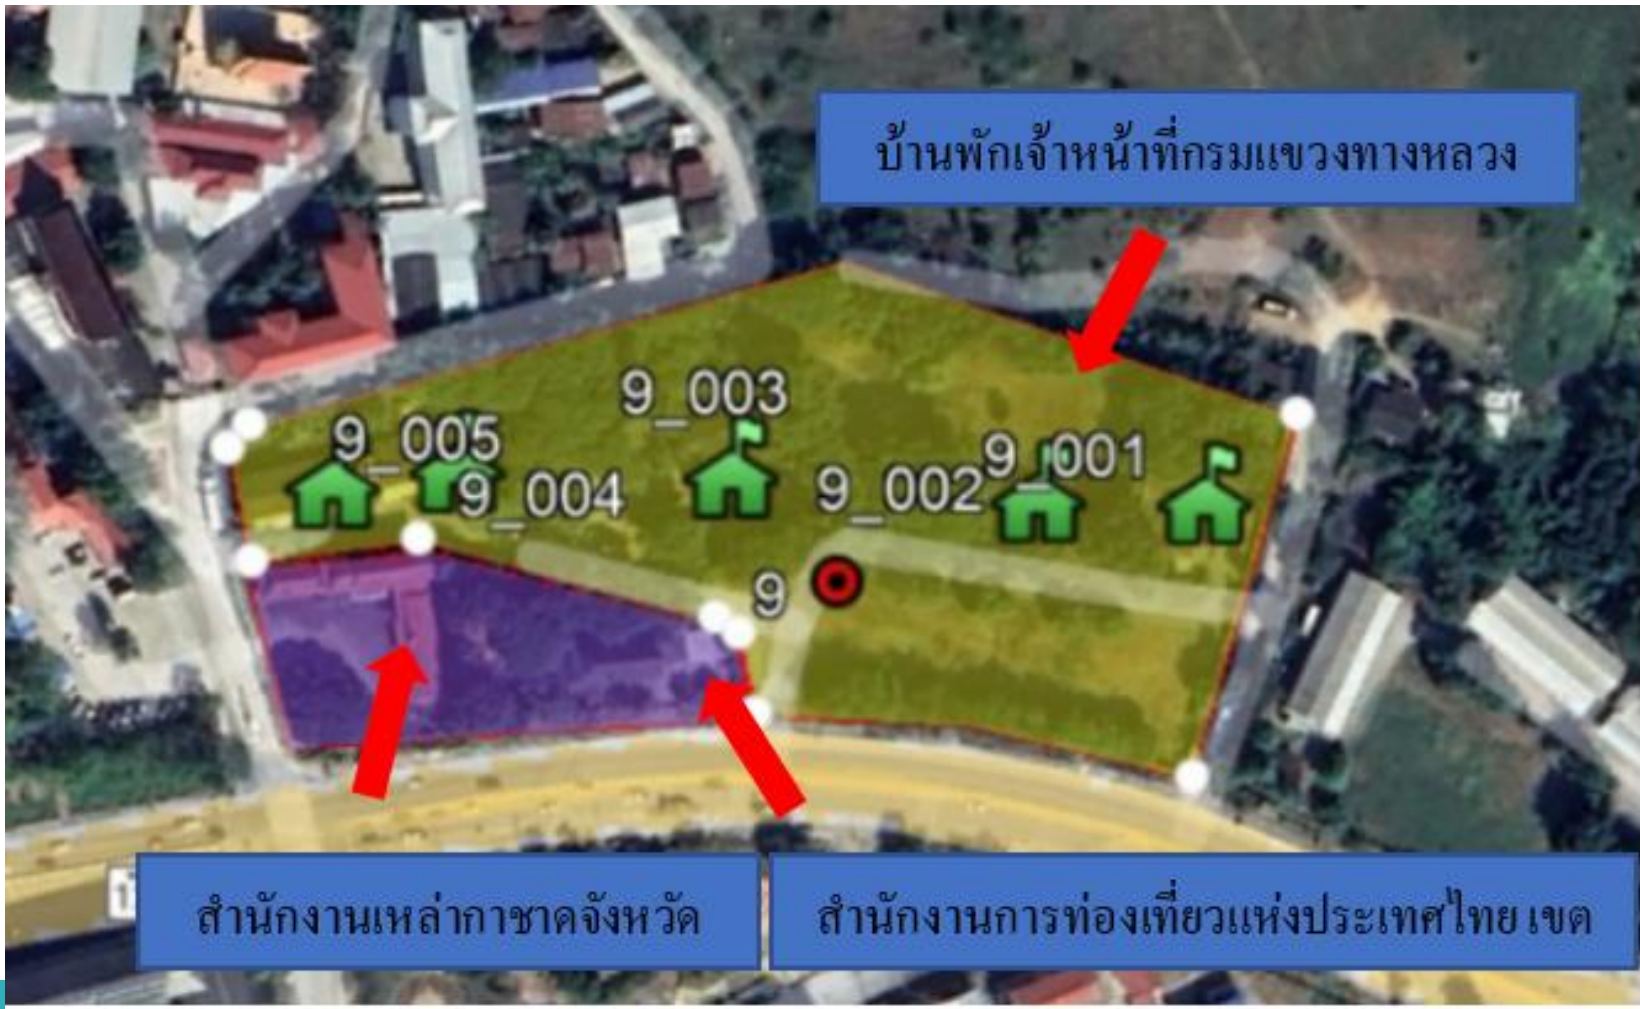 บ้านพักเจ้าหน้าที่กรมแขวงทางหลวง
9_003
9_005
9_001
9_004
9_002
9
สำนักงานเหล่ากาชาดจังหวัด
สำนักงานการท่องเที่ยวแห่งประเทศไทย เขต